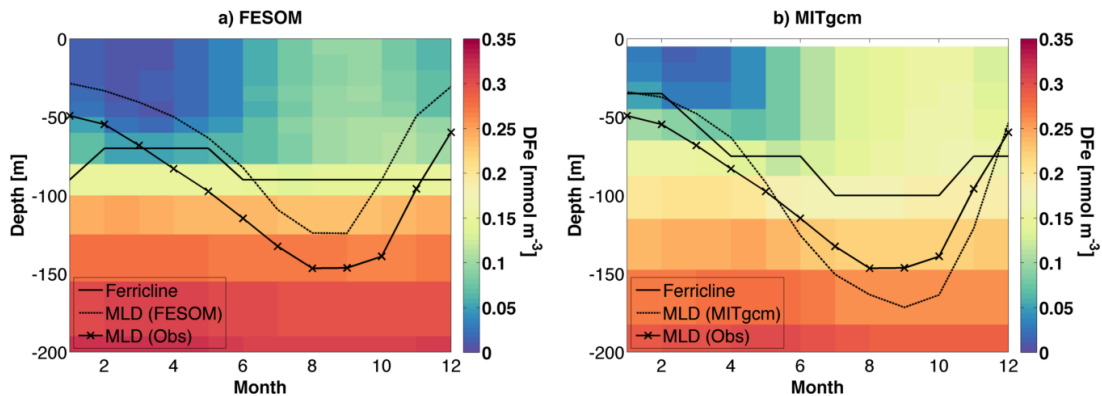 a) FESOM
0
-50
-100
-150
-200
Depth [m]
Ferricline
MLD (FESOM)
MLD (Obs)
2
4
6
8
10
12
Month
0.35
0.3
0.25
0.2
0.15
0.1
0.05
0
DFe [mmol m-3]
b) MITgcm
0
-50
-100
-150
-200
Depth [m]
Ferricline
MLD (MITgcm)
MLD (Obs)
2
4
6
8
10
12
Month
0.35
0.3
0.25
0.2
0.15
0.1
0.05
0
DFe [mmol m-3]